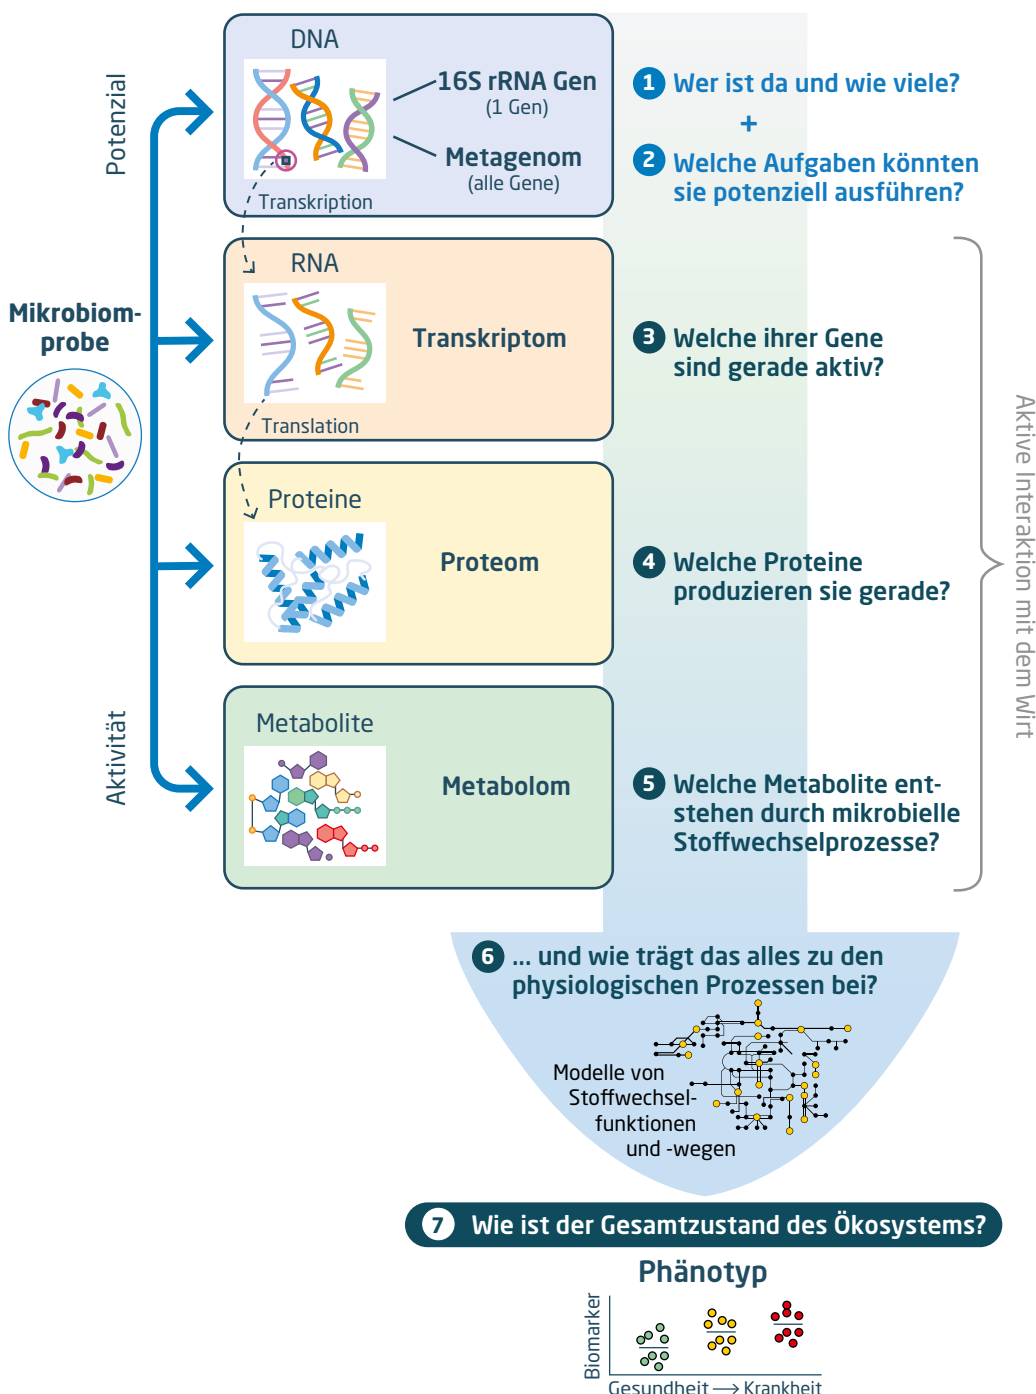 Potenzial
DNA
16S rRNA Gen
(1 Gen)
Metagenom
(alle Gene)
Transkription
1 Wer ist da und wie viele?
+
2 Welche Aufgaben könnten
sie potenziell ausführen?
Mikrobiom-
probe
RNA
Transkriptom
Translation
3 Welche ihrer Gene
sind gerade aktiv?
Proteine
Proteom
4 Welche Proteine
produzieren sie gerade?
Aktive Interaktion mit dem Wirt
Aktivität
Metabolite
Metabolom
5 Welche Metabolite ent-
stehen durch mikrobielle
Stoffwechselprozesse?
6 ... und wie trägt das alles zu den
physiologischen Prozessen bei?
Modelle von
Stoffwechsel-
funktionen
und -wegen
7 Wie ist der Gesamtzustand des Ökosystems?
Phänotyp
Biomarker
Gesundheit → Krankheit